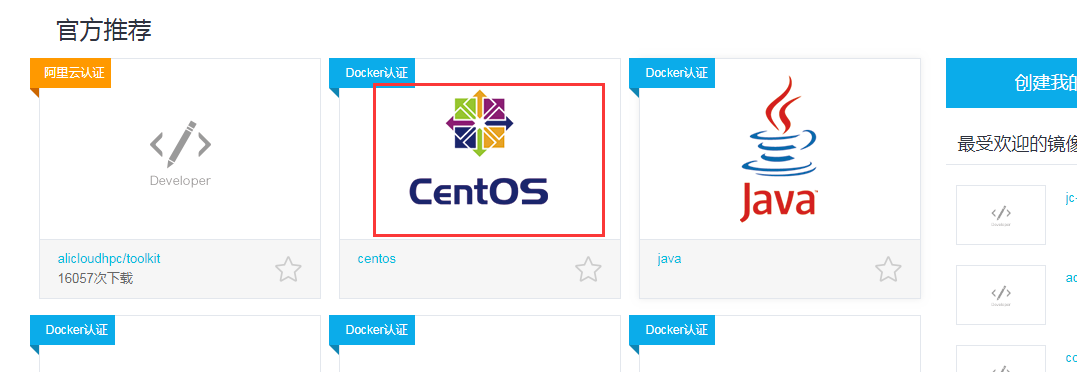 官方推荐
阿里云认证
Developer
alicloudhpc/toolkit
16057次下载
Docker认证
CentOS
centos
Docker认证
Java
java
Docker认证
Docker认证
Docker认证
创建我的
最受欢迎的镜像
jc-
ac
co